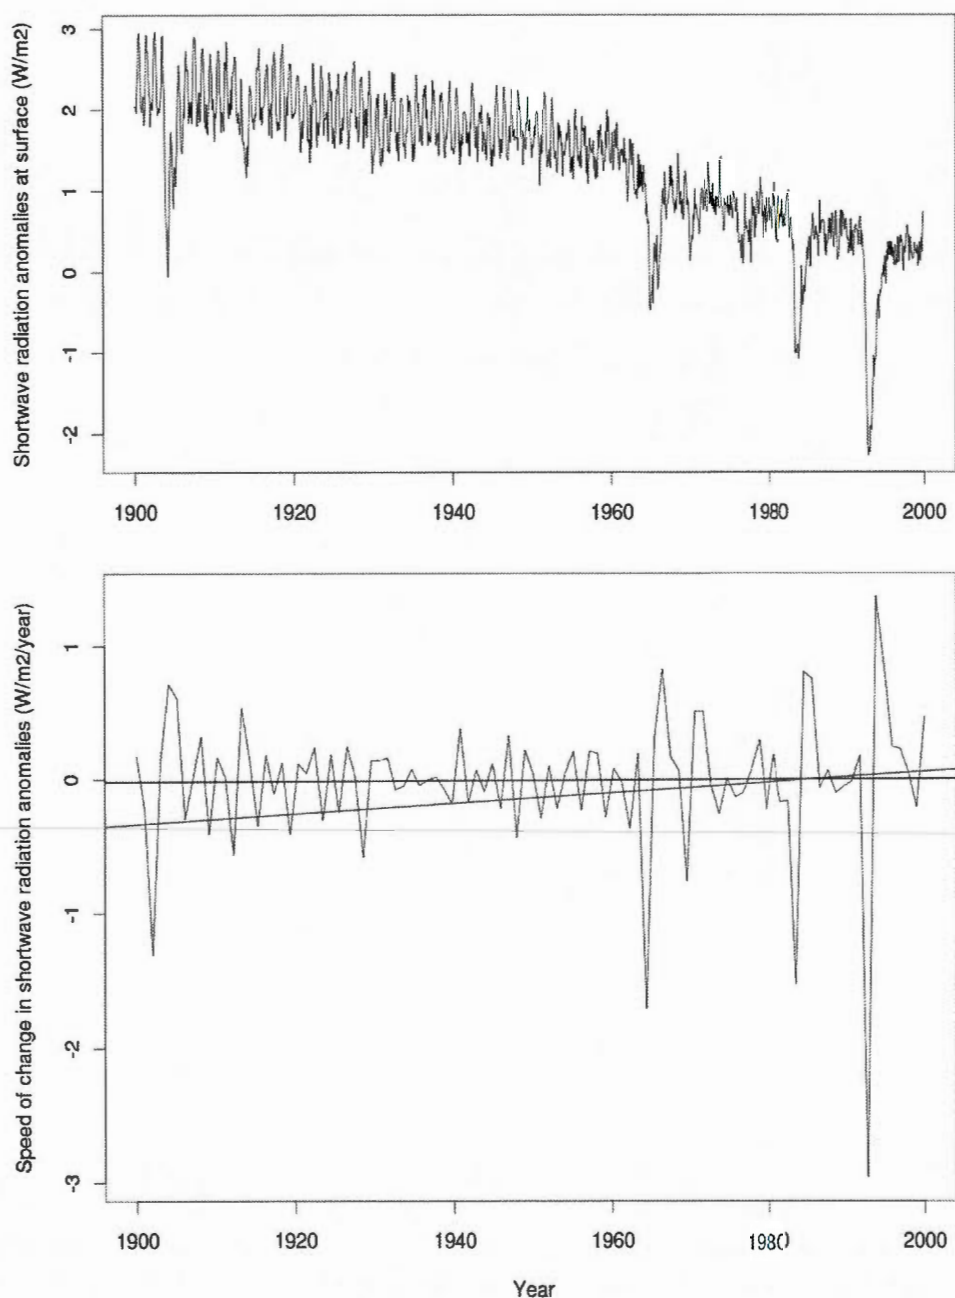 Shortwave radiation anomalies at surface (W/m2)
3
2
1
0
-1
-2
1900 1920 1940 1960 1980 2000
Speed of change in shortwave radiation anomalies (W/m2/year)
1
0
-1
-2
-3
1900 1920 1940 1960 1980 2000
Year